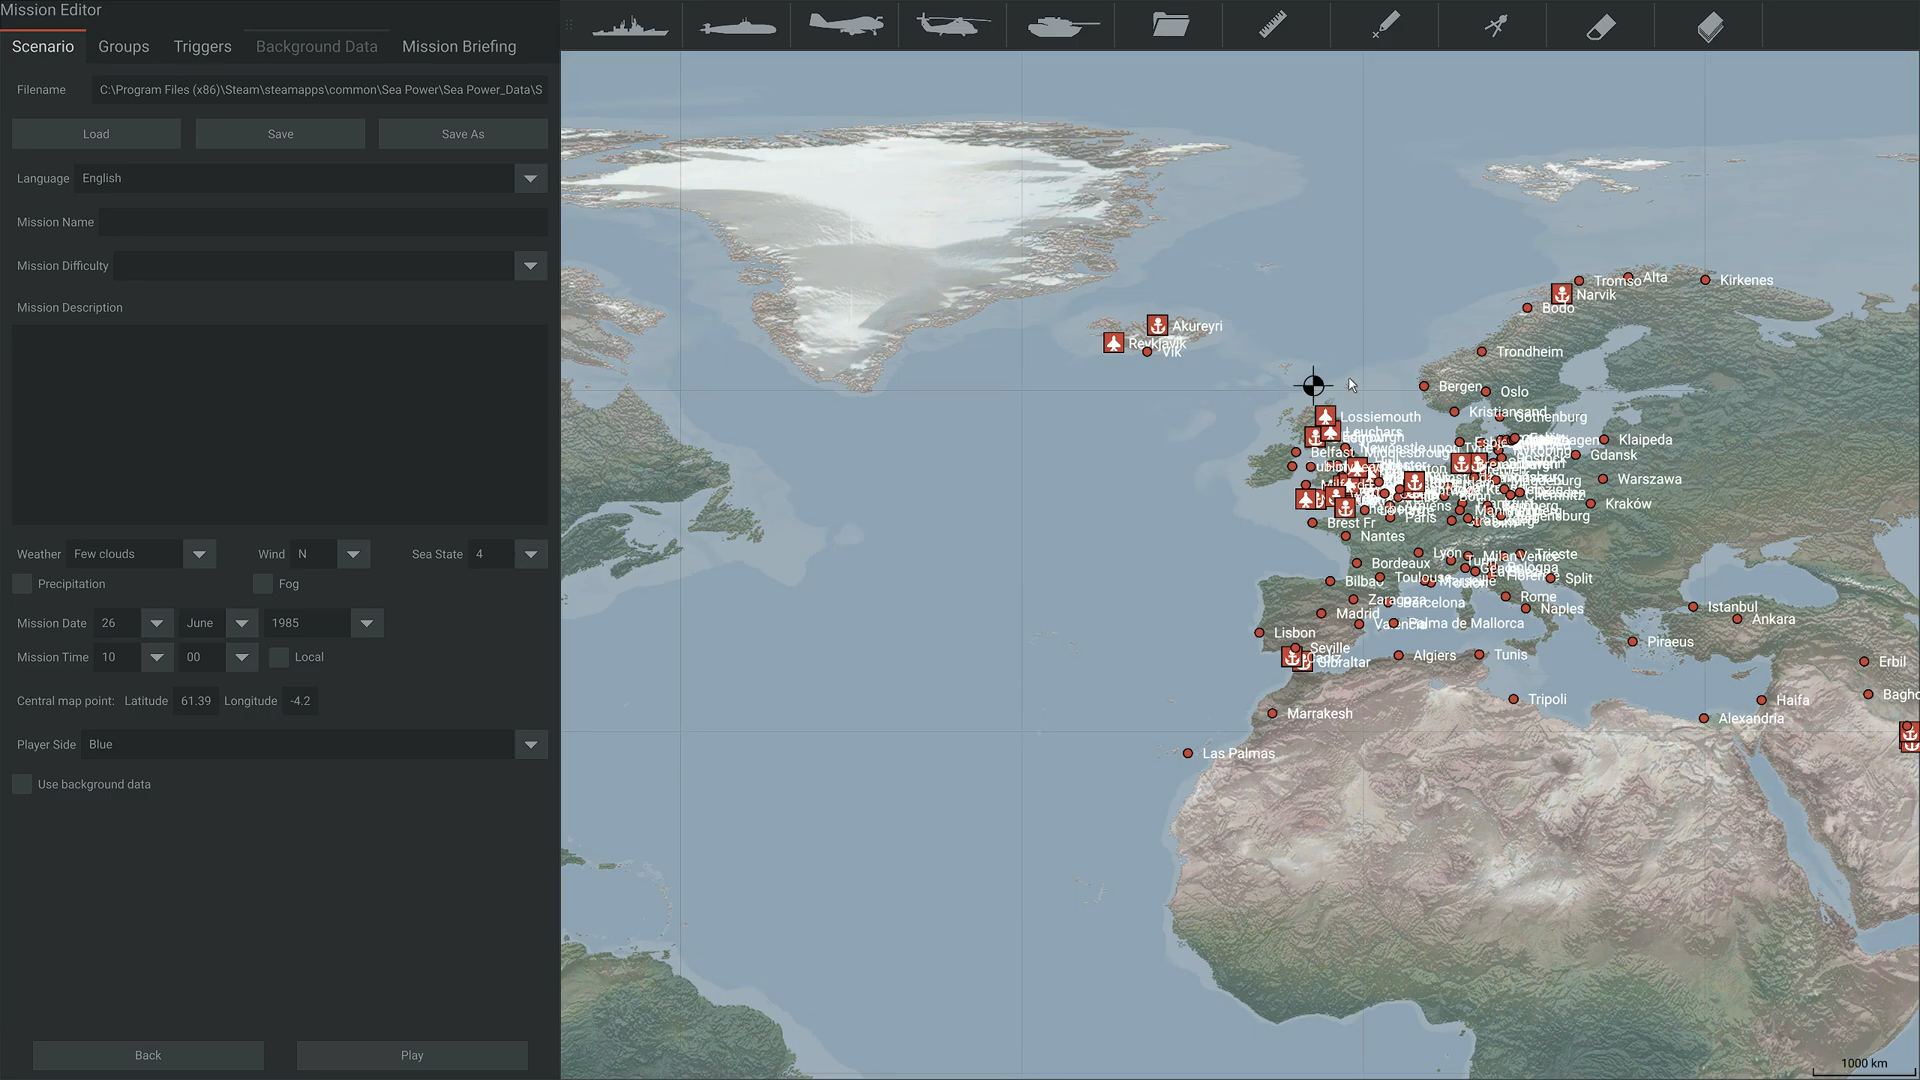 Mission Editor
Scenario
Groups
Triggers
Background Data
Mission Briefing
Filename
C:\Program Files (x86)\Steam\steamapps\common\Sea Power\Sea Power_Data\S
Load
Save
Save As
Language
English
Mission Name
Mission Difficulty
Mission Description
Weather
Few clouds
Wind
N
Sea State
4
Precipitation
Fog
Mission Date
26
June
1985
Mission Time
10
00
Local
Central map point:
Latitude
61.39
Longitude
-4.2
Player Side
Blue
Use background data
Back
Play
Tromso
Alta
Kirkenes
Narvik
Bodo
Akureyri
Reykjavik
Vik
Trondheim
Bergen
Oslo
Kristiansand
Gothenburg
Lossiemouth
Leuchars
Klaipeda
Belfast
Gdansk
Warszawa
Kraków
Paris
Brest Fr
Nantes
Lyon
Milan
Venice
Trieste
Bordeaux
Bologna
Bilbao
Toulouse
Split
Zaragoza
Barcelona
Rome
Madrid
Naples
Istanbul
Valencia
Palma de Mallorca
Ankara
Lisbon
Piraeus
Seville
Cadiz
Gibraltar
Algiers
Tunis
Erbil
Bagho
Tripoli
Haifa
Marrakesh
Alexandria
Las Palmas
1000 km